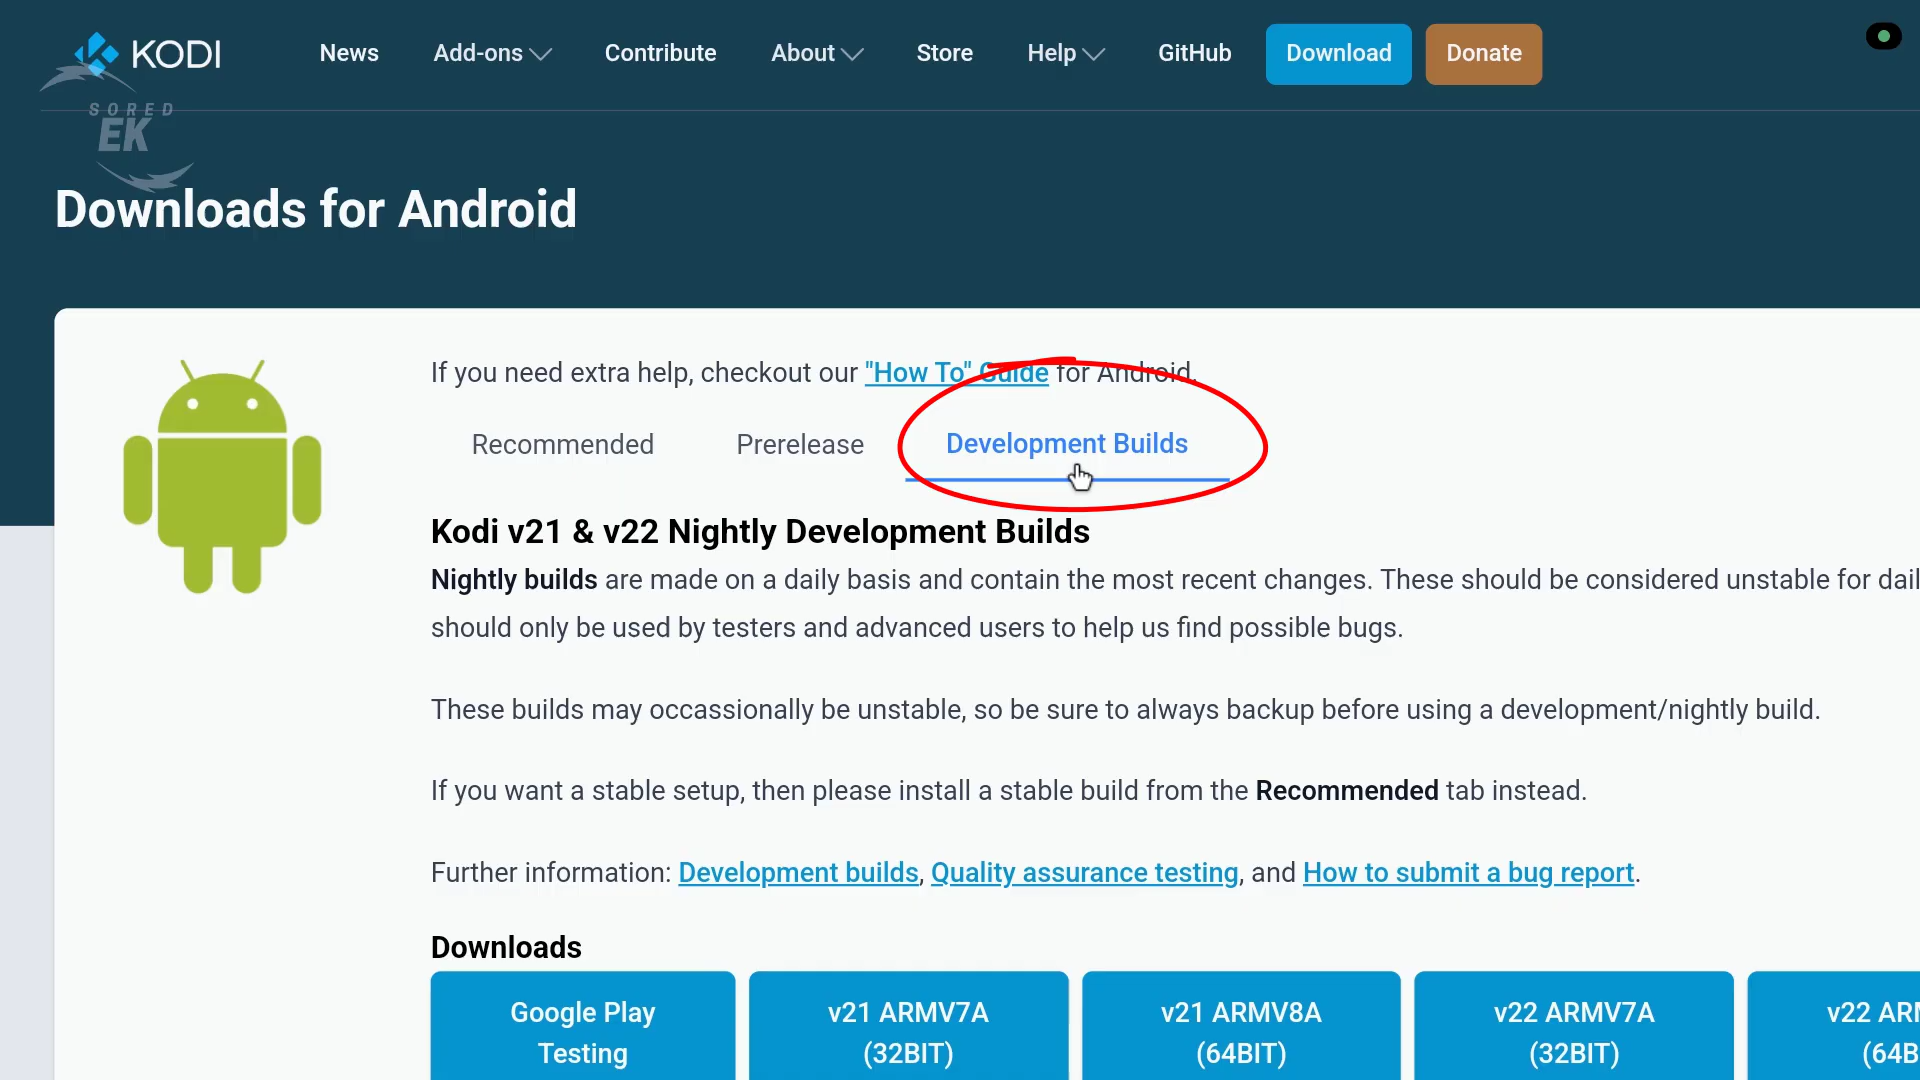 KODI
News
Add-ons
Contribute
About
Store
Help
GitHub
Download
Donate
SORED
EK
Downloads for Android
If you need extra help, checkout our "How To" Guide for Android.
Recommended
Prerelease
Development Builds
Kodi v21 & v22 Nightly Development Builds
Nightly builds are made on a daily basis and contain the most recent changes. These should be considered unstable for dail
should only be used by testers and advanced users to help us find possible bugs.
These builds may occassionally be unstable, so be sure to always backup before using a development/nightly build.
If you want a stable setup, then please install a stable build from the Recommended tab instead.
Further information: Development builds, Quality assurance testing, and How to submit a bug report.
Downloads
Google Play
Testing
v21 ARMV7A
(32BIT)
v21 ARMV8A
(64BIT)
v22 ARMV7A
(32BIT)
v22 ARM
(64B